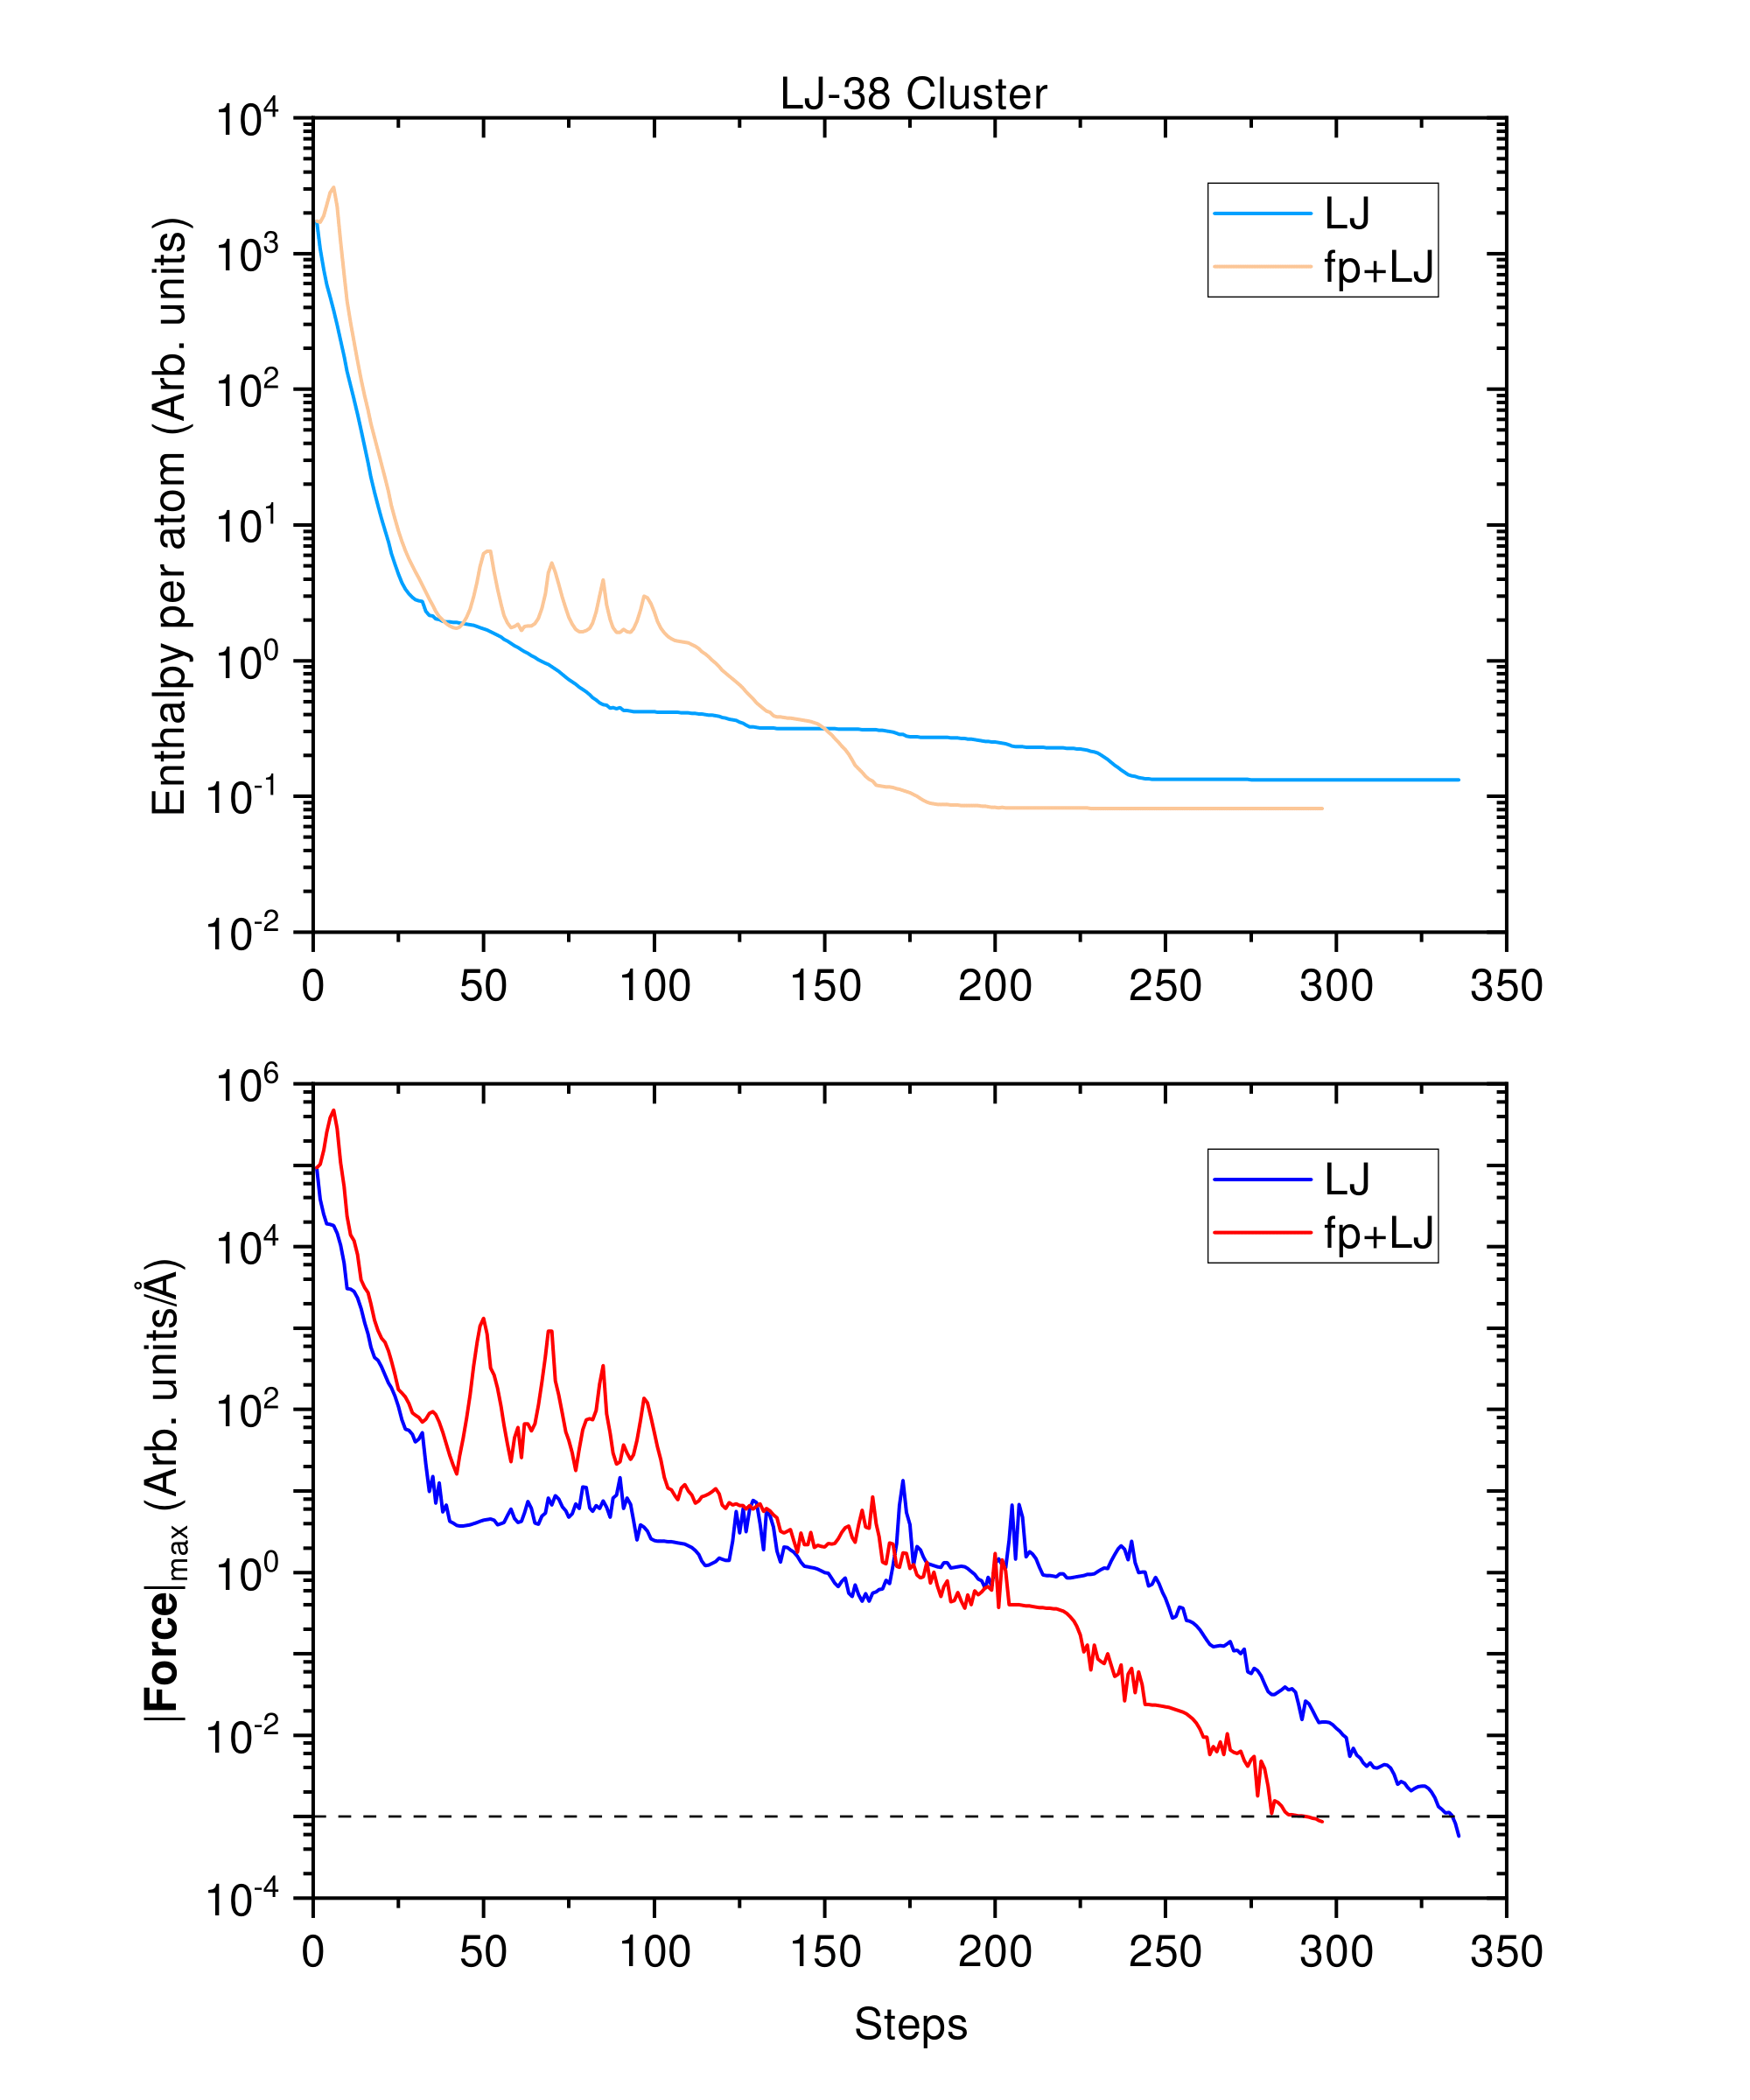 LJ-38 Cluster
10^4
10^3
10^2
10^1
10^0
10^-1
10^-2
Enthalpy per atom (Arb. units)
LJ
fp+LJ
0 50 100 150 200 250 300 350
10^6
10^4
10^2
10^0
10^-2
10^-4
|Force|max (Arb. units/Å)
LJ
fp+LJ
0 50 100 150 200 250 300 350
Steps